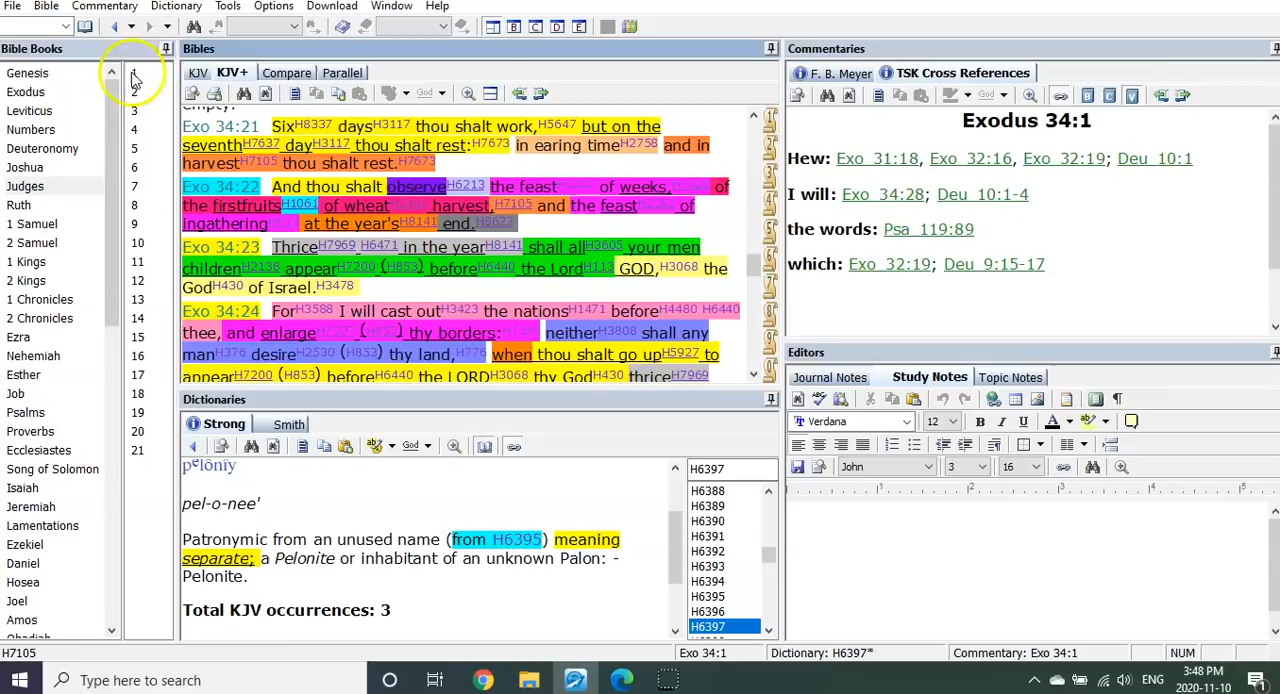 File Bible Commentary Dictionary Tools Options Download Window Help
Bible Books
Genesis
Exodus
Leviticus
Numbers
Deuteronomy
Joshua
Judges
Ruth
1 Samuel
2 Samuel
1 Kings
2 Kings
1 Chronicles
2 Chronicles
Ezra
Nehemiah
Esther
Job
Psalms
Proverbs
Ecclesiastes
Song of Solomon
Isaiah
Jeremiah
Lamentations
Ezekiel
Daniel
Hosea
Joel
Amos
Obadiah
1
2
3
4
5
6
7
8
9
10
11
12
13
14
15
16
17
18
19
20
21
Bibles
KJV KJV+ Compare Parallel
empty.
Exo 34:21 SixH8337 daysH3117 thou shalt work,H5647 but on the
seventhH7637 dayH3117 thou shalt rest:H7673 in earing timeH2758 and in
harvestH7105 thou shalt rest.H7673
Exo 34:22 And thou shalt observeH6213 the feast of weeks, of
the firstfruitsH1061 of wheat harvest,H7105 and the feast of
ingathering at the year'sH8141 end.H8622
Exo 34:23 ThriceH7969 H6471 in the yearH8141 shall allH3605 your men
childrenH2138 appearH7200 (H853) beforeH6440 the LordH113 GOD,H3068 the
GodH430 of Israel.H3478
Exo 34:24 ForH3588 I will cast outH3423 the nationsH1471 beforeH4480 H6440
thee, and enlarge ( ) thy borders: neitherH3808 shall any
manH376 desireH2530 (H853) thy land,H776 when thou shalt go upH5927 to
appearH7200 (H853) beforeH6440 the LORDH3068 thy GodH430 thriceH7969
Dictionaries
Strong Smith
pelônîy
pel-o-nee'
Patronymic from an unused name (from H6395) meaning
separate; a Pelonite or inhabitant of an unknown Palon: -
Pelonite.
Total KJV occurrences: 3
H6397
H6388
H6389
H6390
H6391
H6392
H6393
H6394
H6395
H6396
H6397
Commentaries
F. B. Meyer TSK Cross References
Exodus 34:1
Hew: Exo 31:18, Exo 32:16, Exo 32:19; Deu 10:1
I will: Exo 34:28; Deu 10:1-4
the words: Psa 119:89
which: Exo 32:19; Deu 9:15-17
Editors
Journal Notes Study Notes Topic Notes
Verdana 12 B I U A
John 3 16
1 2 3 4 5
H7105 Exo 34:1 Dictionary: H6397* Commentary: Exo 34:1 NUM
Type here to search
ENG
3:48 PM
2020-11-10